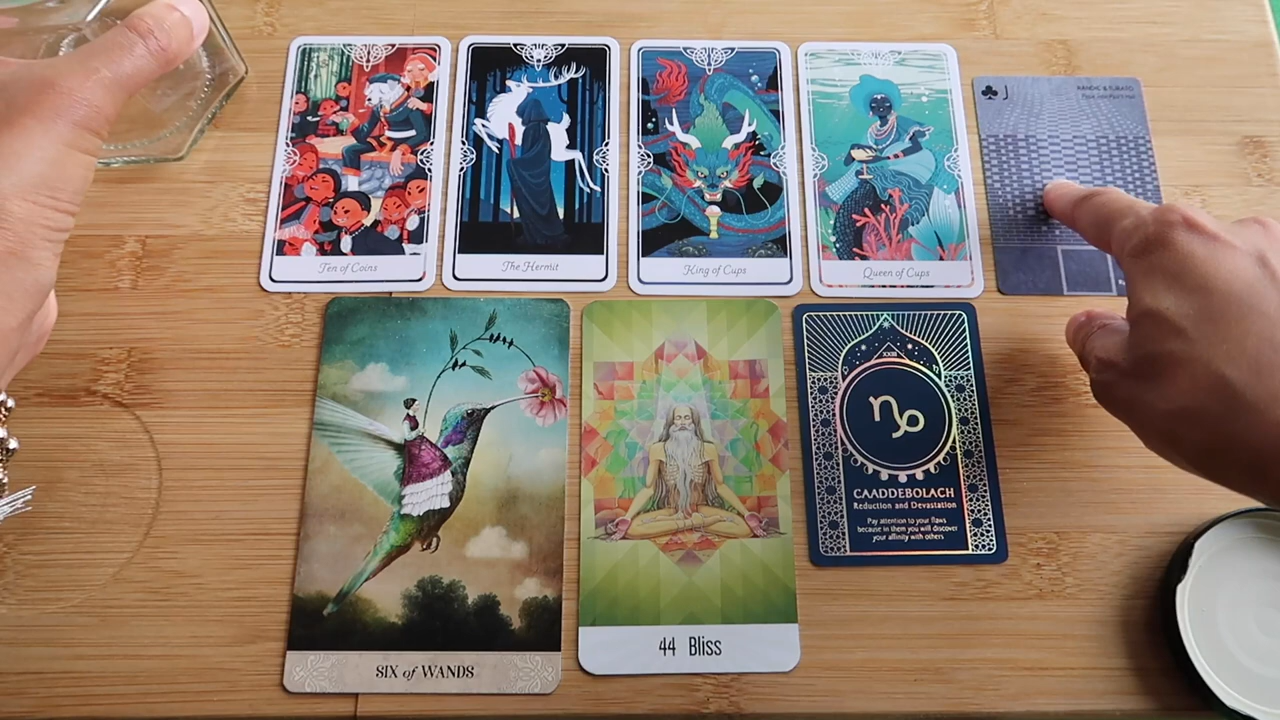 Ten of Coins
The Hermit
King of Cups
Queen of Cups
J
SIX of WANDS
44 Bliss
XXIII
CAADDEBOLACH
Reduction and Devastation
Pay attention to your flaws
because in them you will discover
your affinity with others